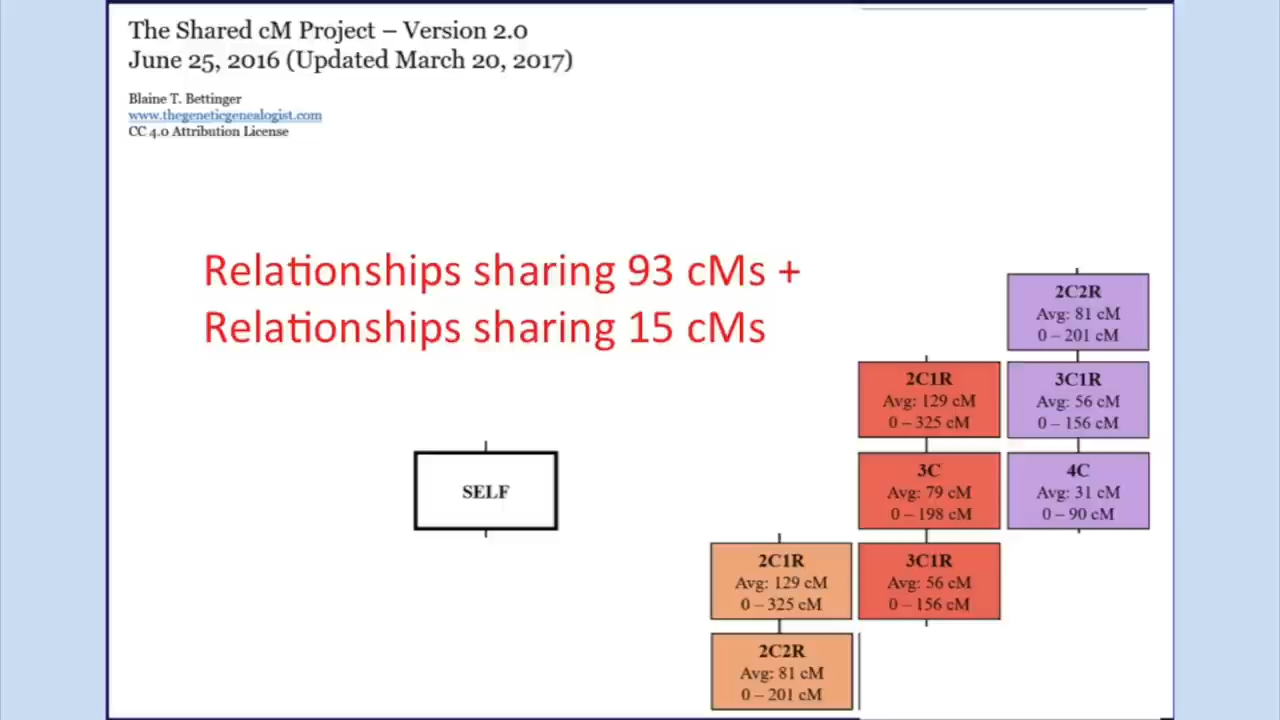 The Shared cM Project – Version 2.0
June 25, 2016 (Updated March 20, 2017)
Blaine T. Bettinger
www.thegeneticgenealogist.com
CC 4.0 Attribution License
Relationships sharing 93 cMs +
Relationships sharing 15 cMs
2C2R
Avg: 81 cM
0 – 201 cM
2C1R
Avg: 129 cM
0 – 325 cM
3C1R
Avg: 56 cM
0 – 156 cM
SELF
3C
Avg: 79 cM
0 – 198 cM
4C
Avg: 31 cM
0 – 90 cM
2C1R
Avg: 129 cM
0 – 325 cM
3C1R
Avg: 56 cM
0 – 156 cM
2C2R
Avg: 81 cM
0 – 201 cM